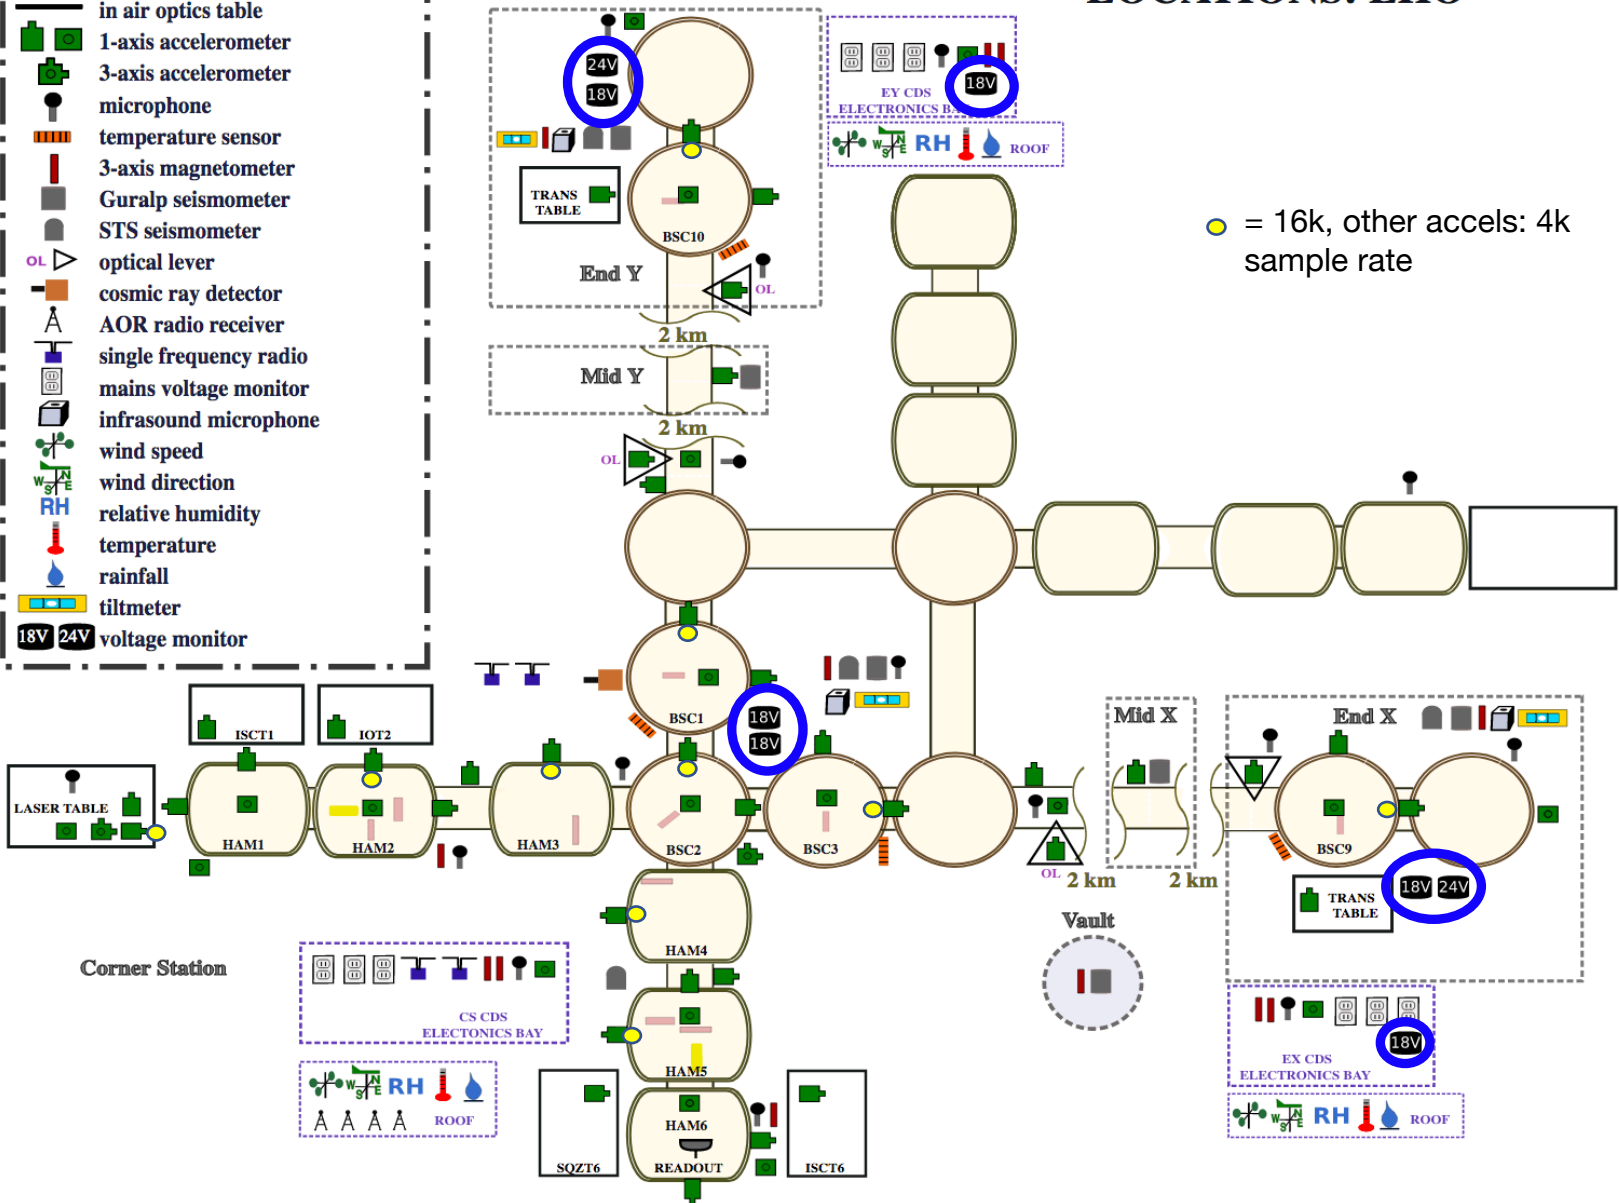 LOCATIONS: LHO
in air optics table
1-axis accelerometer
3-axis accelerometer
microphone
temperature sensor
3-axis magnetometer
Guralp seismometer
STS seismometer
OL optical lever
cosmic ray detector
AOR radio receiver
single frequency radio
mains voltage monitor
infrasound microphone
wind speed
W N S E wind direction
RH relative humidity
temperature
rainfall
tiltmeter
18V 24V voltage monitor
24V
18V
TRANS
TABLE
BSC10
End Y
OL
2 km
Mid Y
2 km
OL
18V
EY CDS
ELECTRONICS BA
W N S E RH ROOF
= 16k, other accels: 4k
sample rate
BSC1
18V
18V
ISCT1
IOT2
LASER TABLE
HAM1
HAM2
HAM3
BSC2
BSC3
OL
2 km
Mid X
2 km
End X
BSC9
18V 24V
TRANS
TABLE
Vault
HAM4
Corner Station
CS CDS
ELECTONICS BAY
W N S E RH
ROOF
HAM5
HAM6
READOUT
SQZT6
ISCT6
18V
EX CDS
ELECTRONICS BAY
W N S E RH ROOF